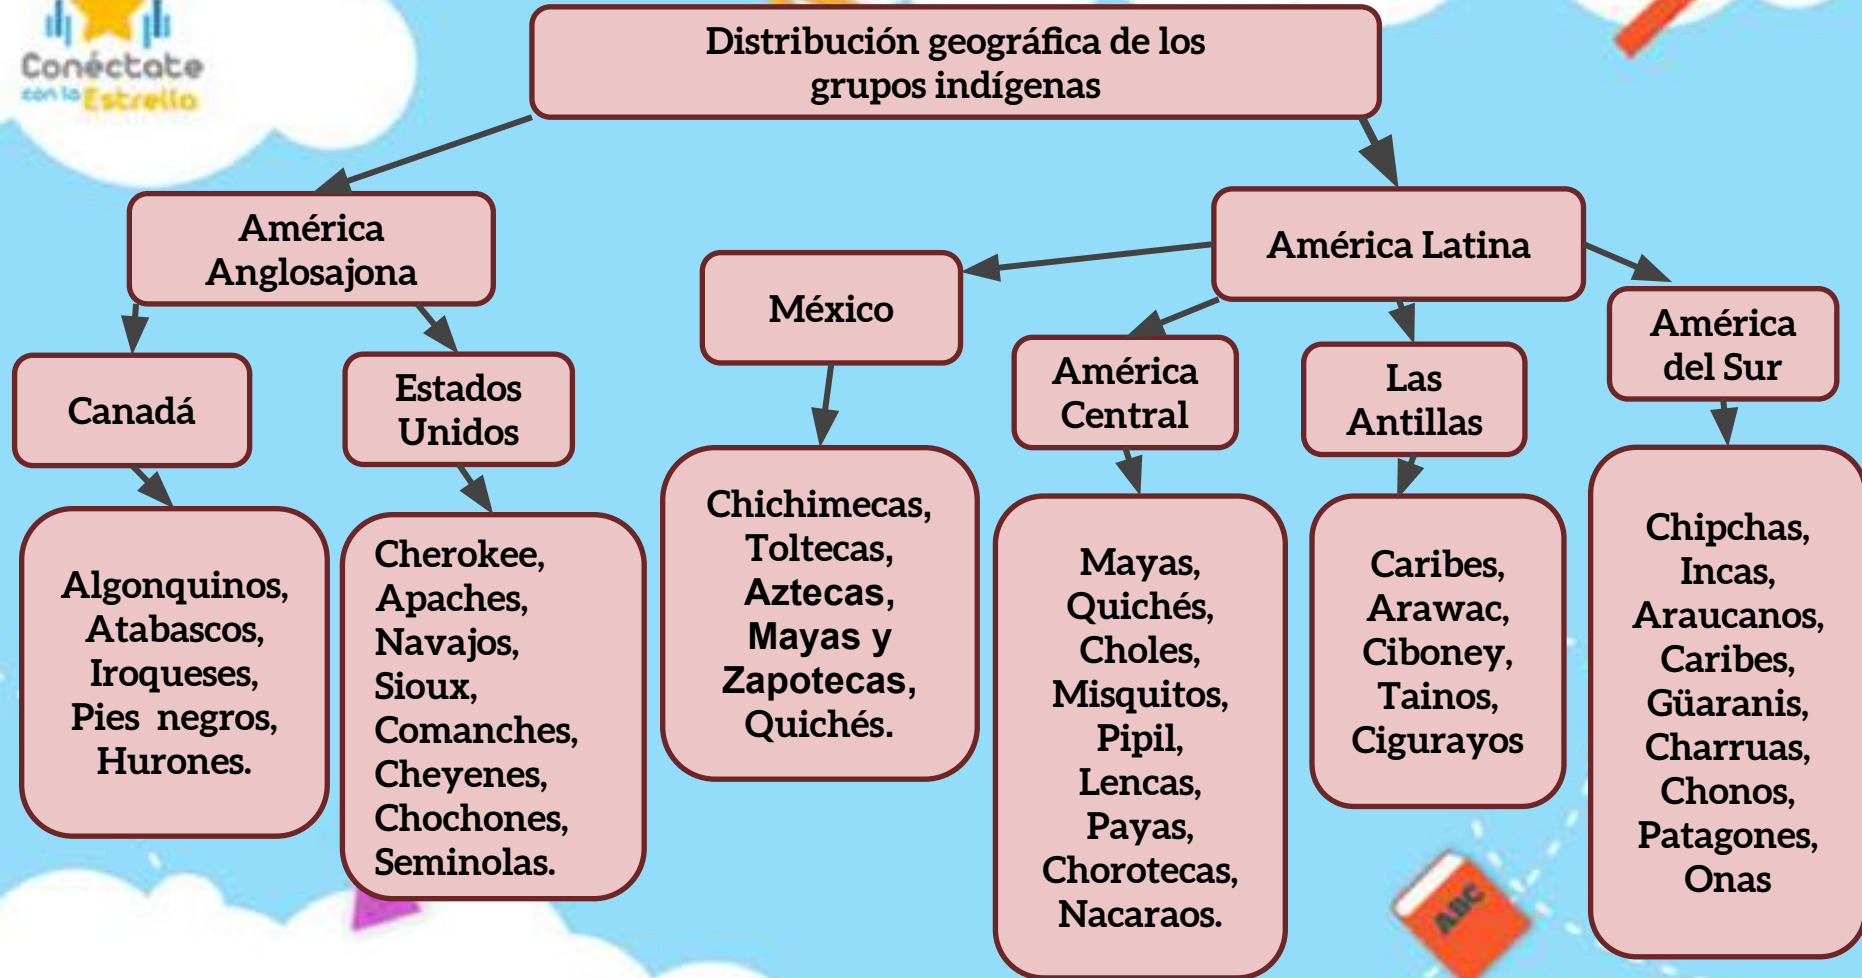 Conéctate
con la Estrella
Distribución geográfica de los
grupos indígenas
América
Anglosajona
América Latina
México
Canadá
Estados
Unidos
América
Central
Las
Antillas
América
del Sur
Algonquinos,
Atabascos,
Iroqueses,
Pies negros,
Hurones.
Cherokee,
Apaches,
Navajos,
Sioux,
Comanches,
Cheyenes,
Chochones,
Seminolas.
Chichimecas,
Toltecas,
Aztecas,
Mayas y
Zapotecas,
Quichés.
Mayas,
Quichés,
Choles,
Misquitos,
Pipil,
Lencas,
Payas,
Chorotecas,
Nacaraos.
Caribes,
Arawac,
Ciboney,
Tainos,
Cigurayos
Chipchas,
Incas,
Araucanos,
Caribes,
Güaranis,
Charruas,
Chonos,
Patagones,
Onas
ABC